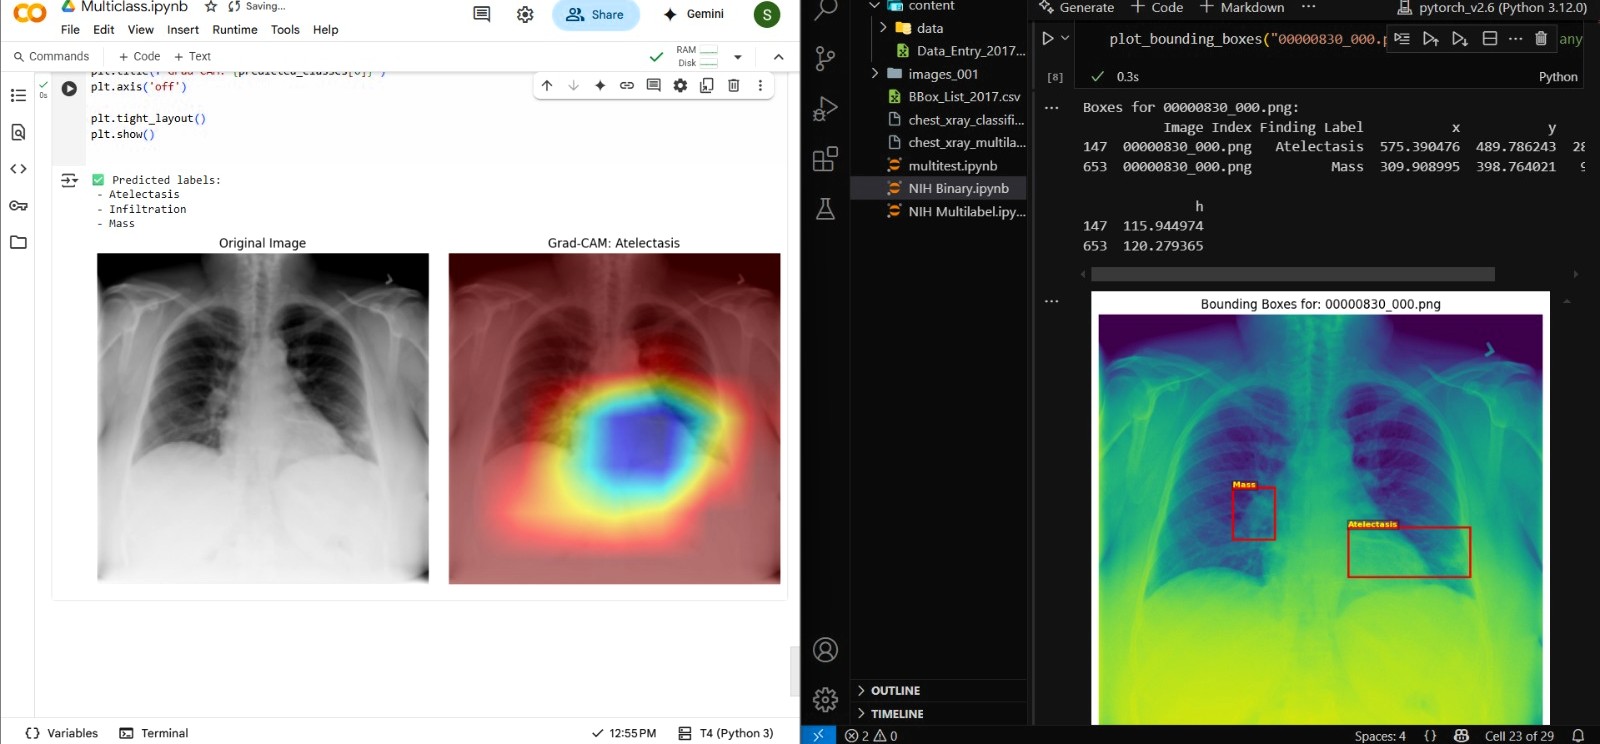 Multiclass.ipynb
Saving...
Share
Gemini
S
File Edit View Insert Runtime Tools Help
Commands + Code + Text
RAM
Disk
plt.axis('off')
plt.tight_layout()
plt.show()
0s
Predicted labels:
- Atelectasis
- Infiltration
- Mass
Original Image
Grad-CAM: Atelectasis
Variables Terminal
12:55 PM
T4 (Python 3)
content
data
Data_Entry_2017...
images_001
BBox_List_2017.csv
chest_xray_classifi...
chest_xray_multila...
multitest.ipynb
NIH Binary.ipynb
NIH Multilabel.ipy...
OUTLINE
TIMELINE
Generate + Code + Markdown ...
pytorch_v2.6 (Python 3.12.0)
plot_bounding_boxes("00000830_000.p
any
[8]
0.3s
Python
Boxes for 00000830_000.png:
Image Index Finding Label x y
147 00000830_000.png Atelectasis 575.390476 489.786243 28
653 00000830_000.png Mass 309.908995 398.764021 9
h
147 115.944974
653 120.279365
Bounding Boxes for: 00000830_000.png
Mass
Atelectasis
2 0
Spaces: 4 {} Cell 23 of 29